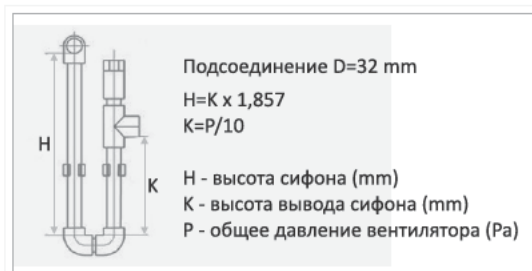 Подсоединение D=32 mm
H=K x 1,857
K=P/10
H
K
H - высота сифона (mm)
K - высота вывода сифона (mm)
P - общее давление вентилятора (Pa)